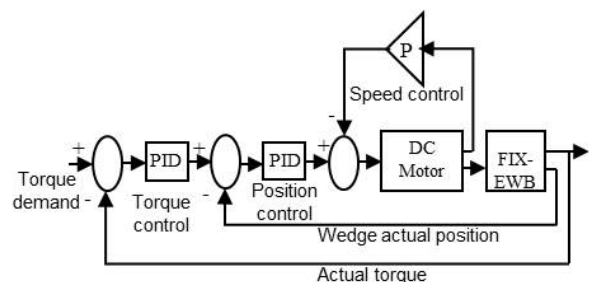 P
-
Speed control
+
PID
+
PID
+
DC
Motor
FIX-
EWB
Torque
demand
-
Torque
control
-
Position
control
Wedge actual position
Actual torque